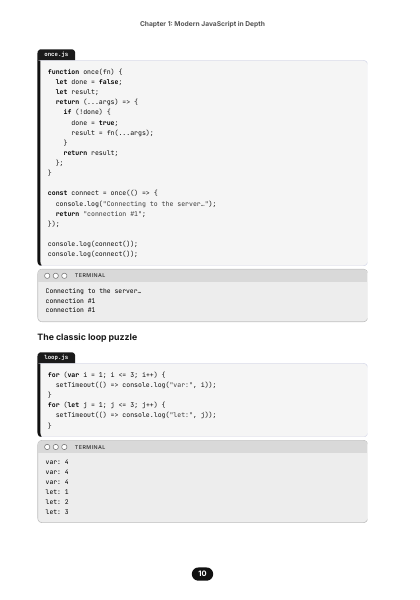 Chapter 1: Modern JavaScript in Depth
once.js
function once(fn) {
  let done = false;
  let result;
  return (...args) => {
    if (!done) {
      done = true;
      result = fn(...args);
    }
    return result;
  };
}
const connect = once(() => {
  console.log("Connecting to the server…");
  return "connection #1";
});
console.log(connect());
console.log(connect());
TERMINAL
Connecting to the server…
connection #1
connection #1
The classic loop puzzle
loop.js
for (var i = 1; i <= 3; i++) {
  setTimeout(() => console.log("var:", i));
}
for (let j = 1; j <= 3; j++) {
  setTimeout(() => console.log("let:", j));
}
TERMINAL
var: 4
var: 4
var: 4
let: 1
let: 2
let: 3
10